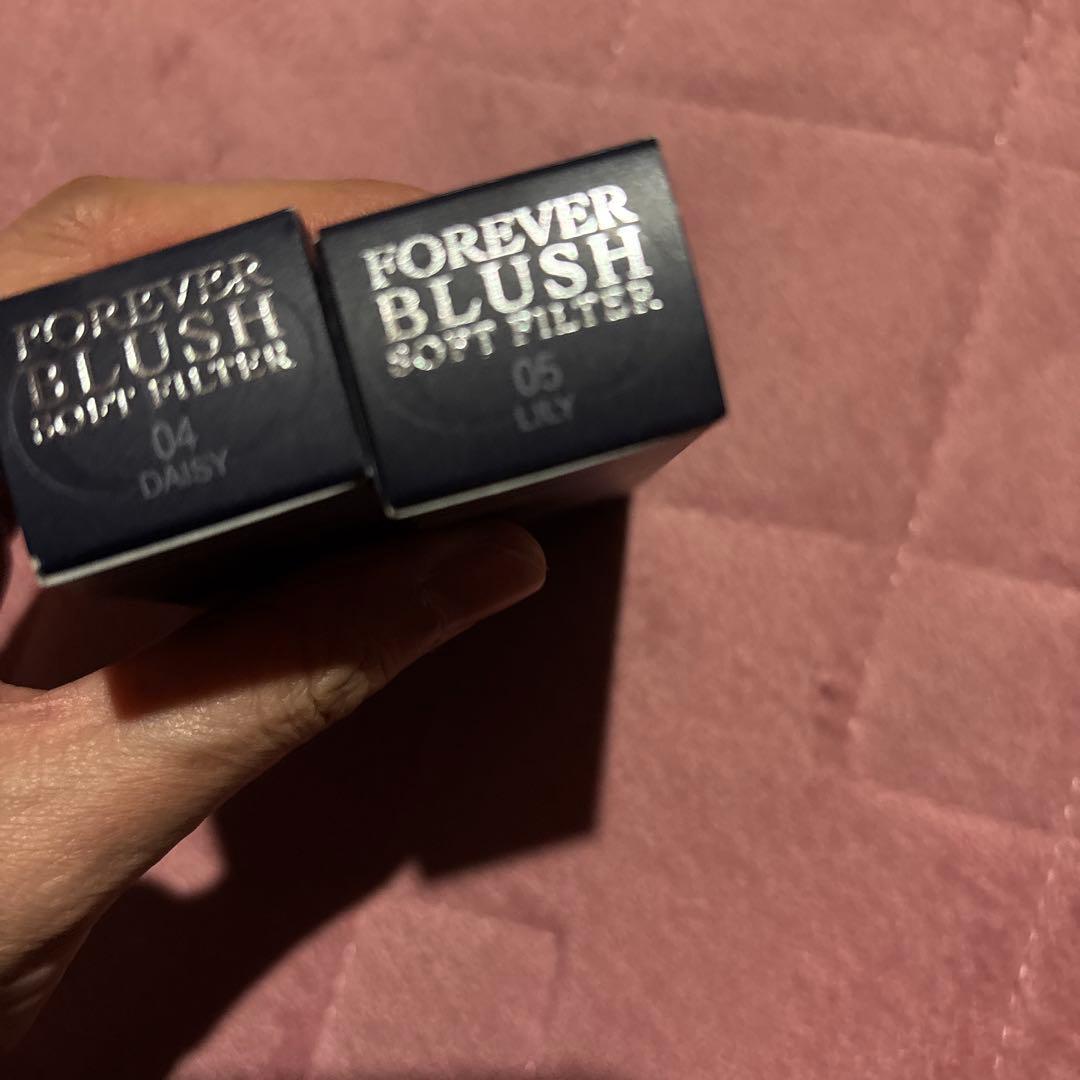 FOREVER
BLUSH
SOFT FILTER
04
DAISY
FOREVER
BLUSH
SOFT FILTER
05
LILY